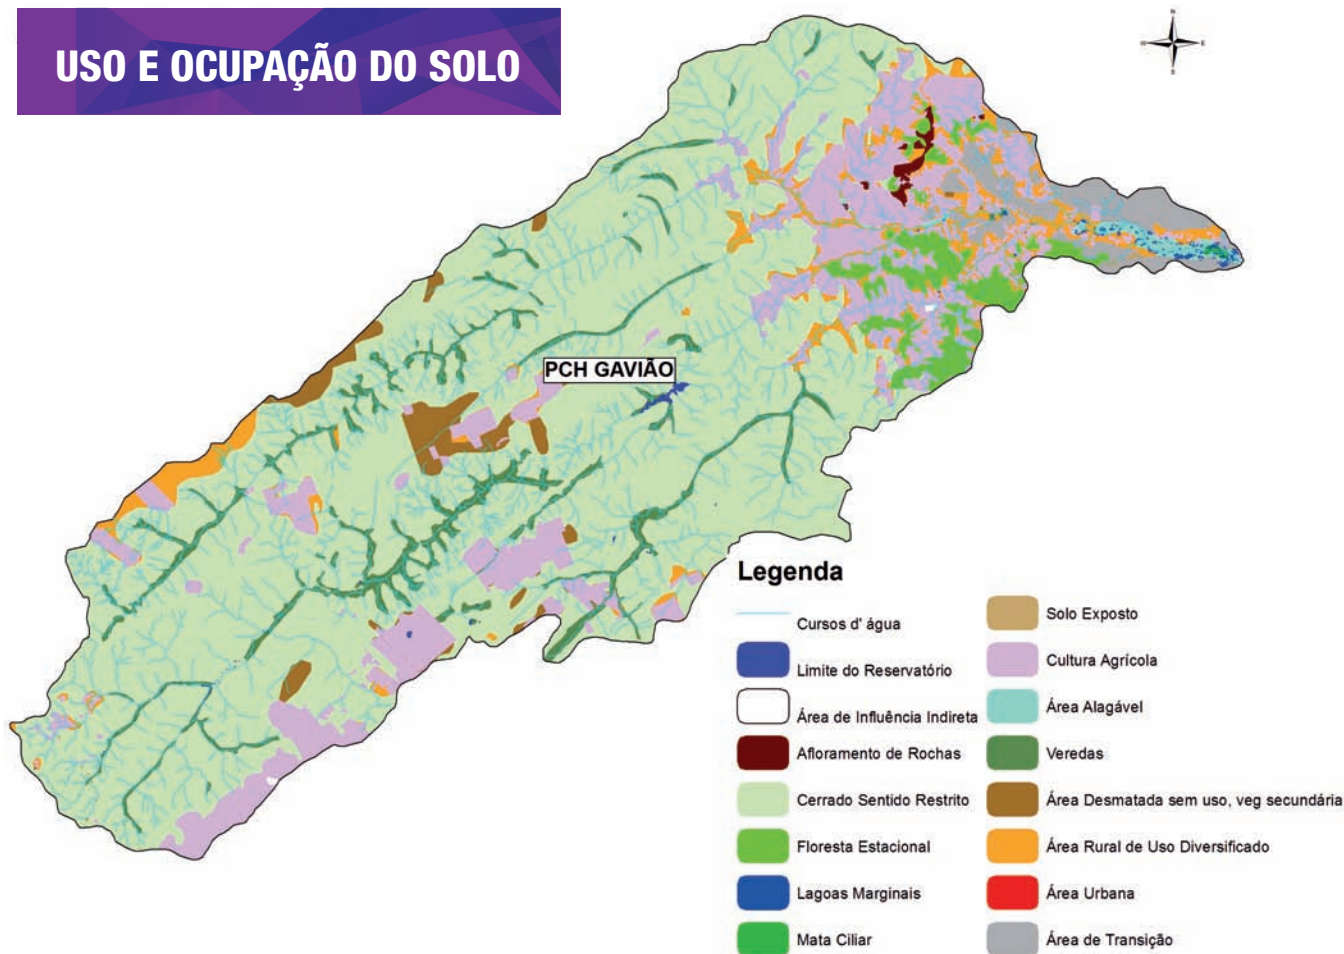 USO E OCUPAÇÃO DO SOLO
N
W E
S
PCH GAVIÃO
Legenda
Cursos d' água
Limite do Reservatório
Área de Influência Indireta
Afloramento de Rochas
Cerrado Sentido Restrito
Floresta Estacional
Lagoas Marginais
Mata Ciliar
Solo Exposto
Cultura Agrícola
Área Alagável
Veredas
Área Desmatada sem uso, veg secundária
Área Rural de Uso Diversificado
Área Urbana
Área de Transição